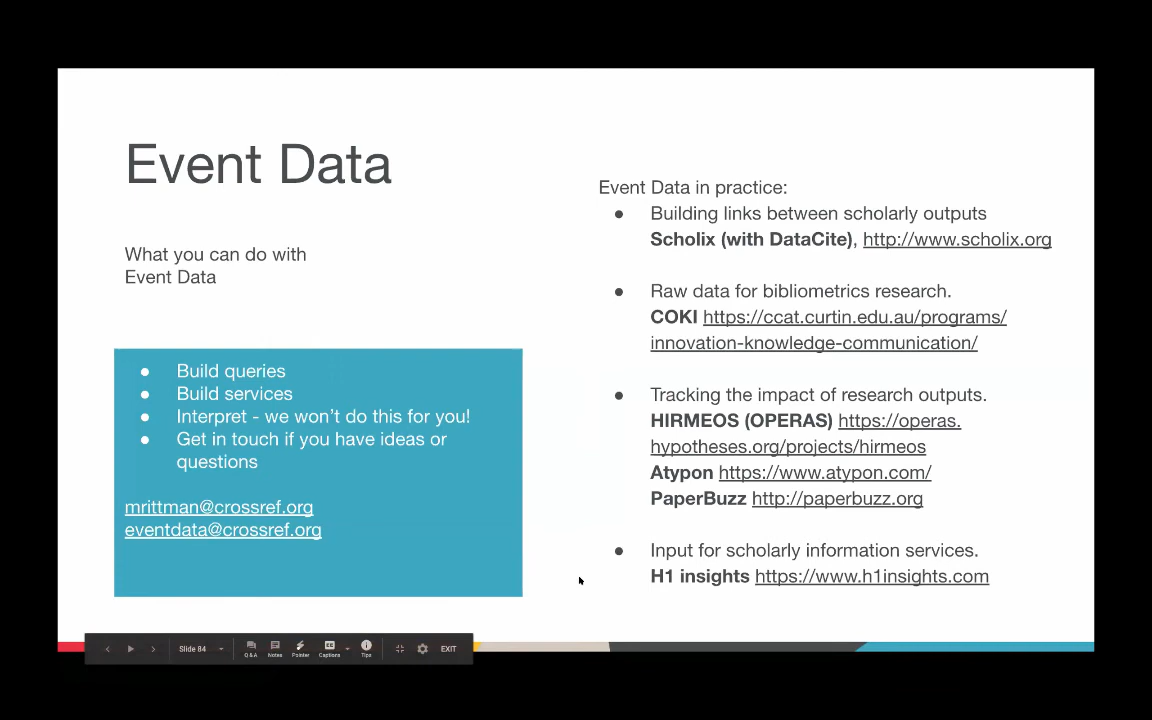 Event Data
What you can do with
Event Data
● Build queries
● Build services
● Interpret - we won't do this for you!
● Get in touch if you have ideas or
questions
mrittman@crossref.org
eventdata@crossref.org
Event Data in practice:
● Building links between scholarly outputs
Scholix (with DataCite), http://www.scholix.org
● Raw data for bibliometrics research.
COKI https://ccat.curtin.edu.au/programs/
innovation-knowledge-communication/
● Tracking the impact of research outputs.
HIRMEOS (OPERAS) https://operas.
hypotheses.org/projects/hirmeos
Atypon https://www.atypon.com/
PaperBuzz http://paperbuzz.org
● Input for scholarly information services.
H1 insights https://www.h1insights.com
Slide 84
Q&A
Notes
Pointer
Captions
Tips
EXIT